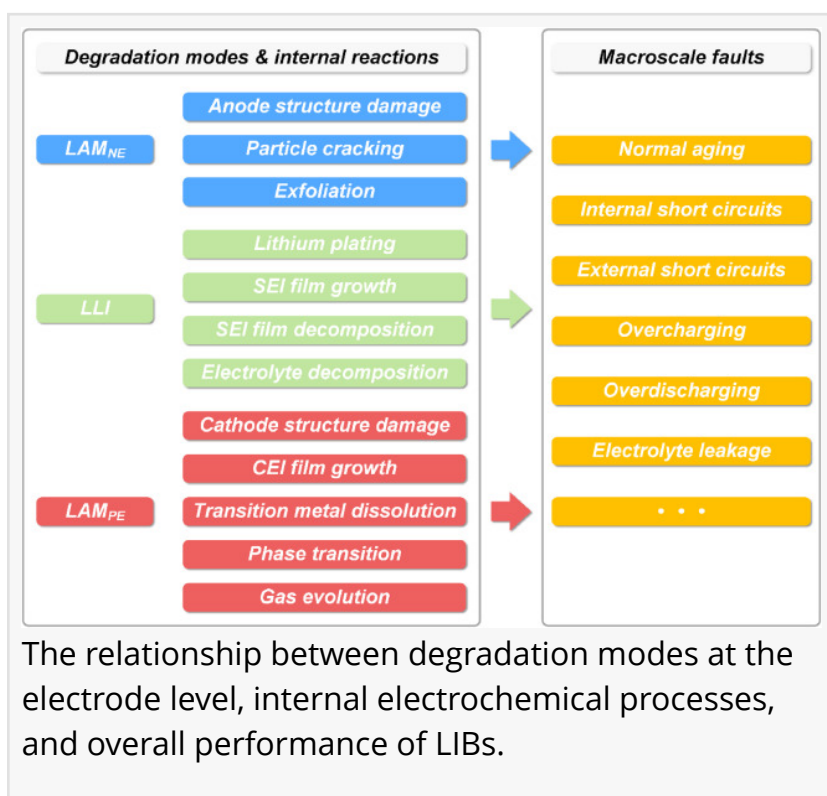 Degradation modes & internal reactions
LAM_NE
Anode structure damage
Particle cracking
Exfoliation
LLI
Lithium plating
SEI film growth
SEI film decomposition
Electrolyte decomposition
LAM_PE
Cathode structure damage
CEI film growth
Transition metal dissolution
Phase transition
Gas evolution
Macroscale faults
Normal aging
Internal short circuits
External short circuits
Overcharging
Overdischarging
Electrolyte leakage
· · ·
The relationship between degradation modes at the
electrode level, internal electrochemical processes,
and overall performance of LIBs.